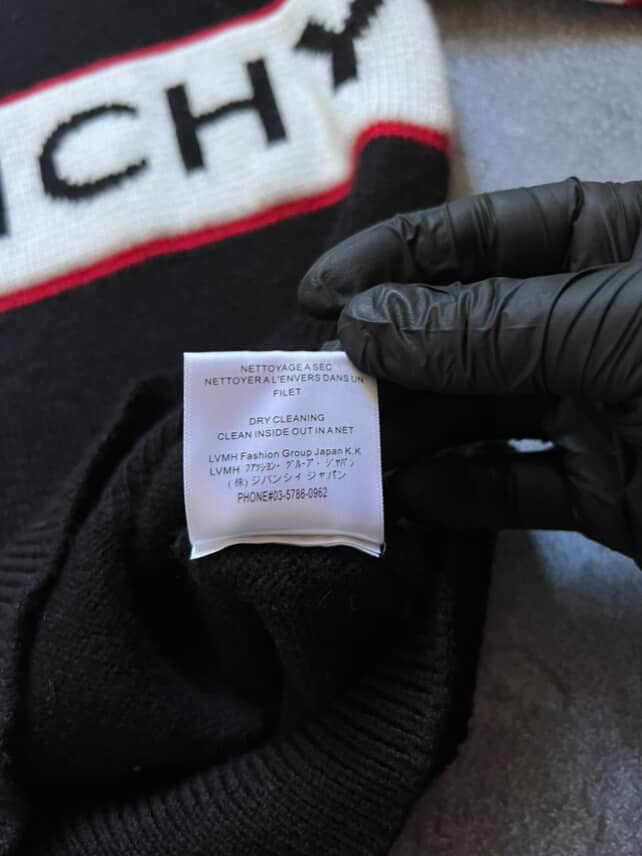 NCHY
NETTOYAGE A SEC
NETTOYER A L'ENVERS DANS UN
FILET
DRY CLEANING
CLEAN INSIDE OUT IN A NET
LVMH Fashion Group Japan K.K
LVMH ファッション・グループ・ジャパン
(株) ジバンシイ ジャパン
PHONE#03-5786-0962